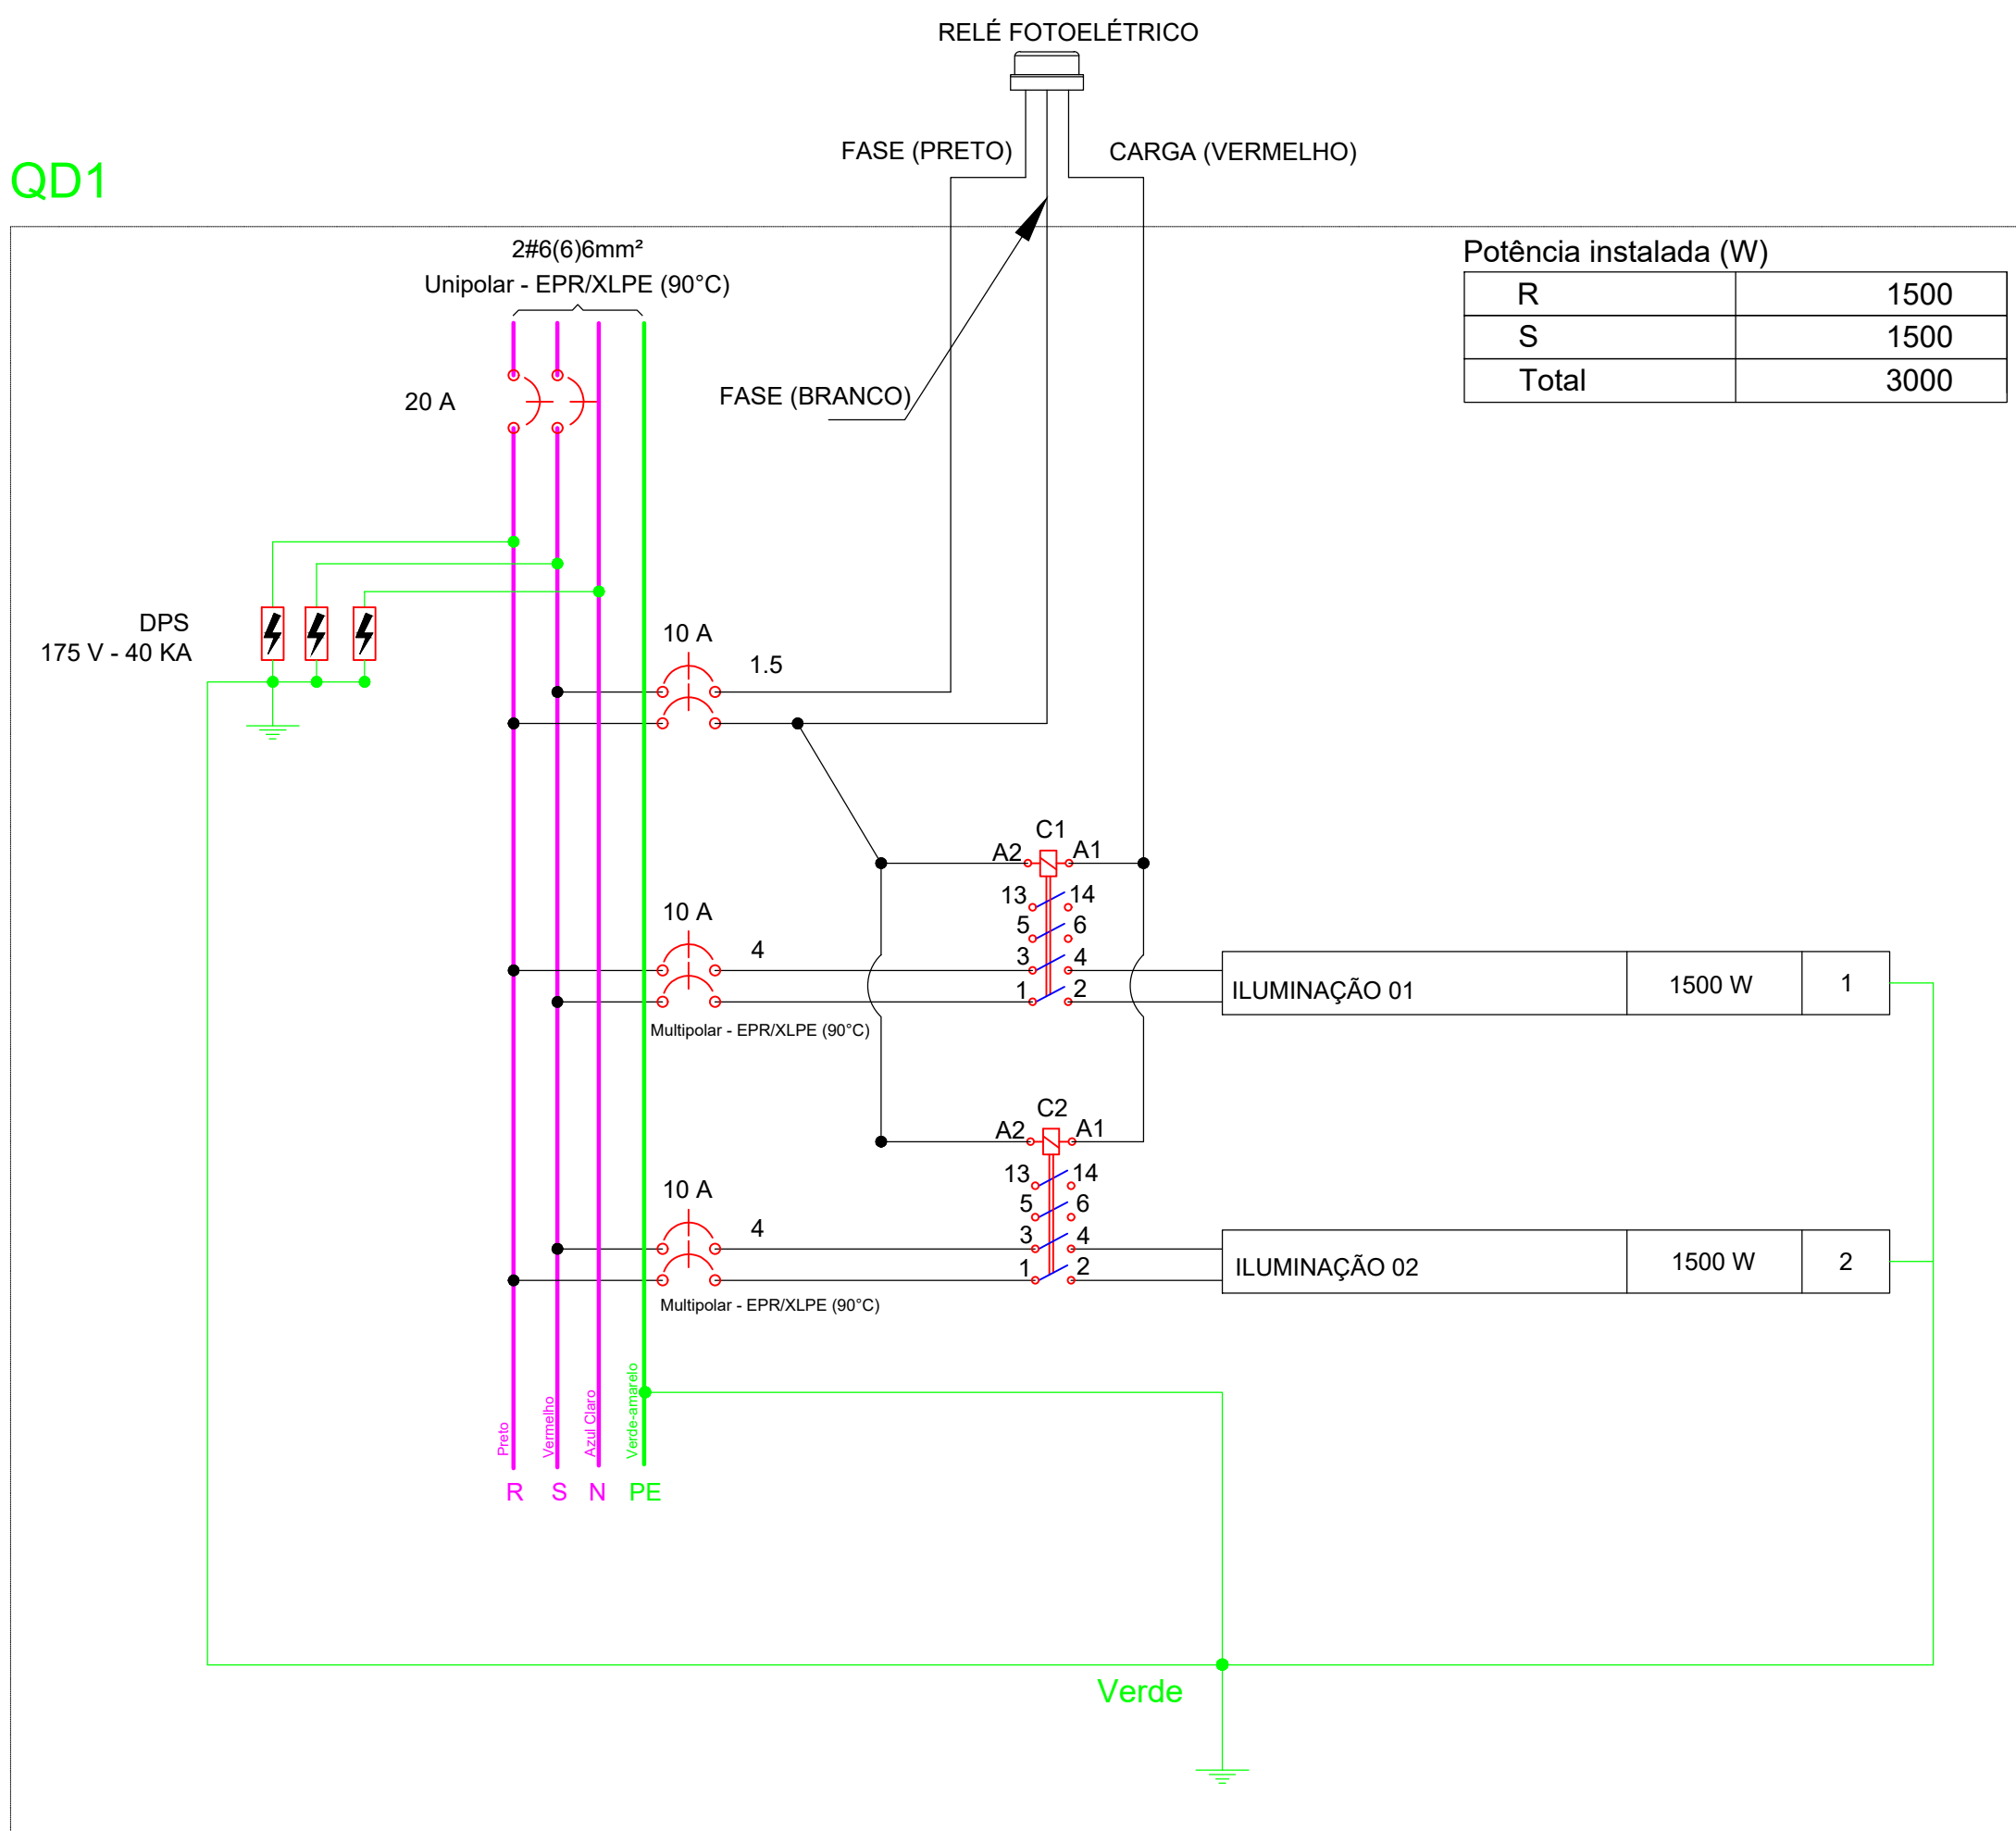 RELÉ FOTOELÉTRICO
FASE (PRETO)
CARGA (VERMELHO)
QD1
2#6(6)6mm²
Unipolar - EPR/XLPE (90°C)
Potência instalada (W)
R 1500
S 1500
Total 3000
20 A
FASE (BRANCO)
DPS
175 V - 40 KA
10 A
1.5
C1
A2 A1
13 14
5 6
3 4
1 2
10 A
4
Multipolar - EPR/XLPE (90°C)
ILUMINAÇÃO 01 1500 W 1
C2
A2 A1
13 14
5 6
3 4
1 2
10 A
4
Multipolar - EPR/XLPE (90°C)
ILUMINAÇÃO 02 1500 W 2
Preto
Vermelho
Azul Claro
Verde-amarelo
R S N PE
Verde